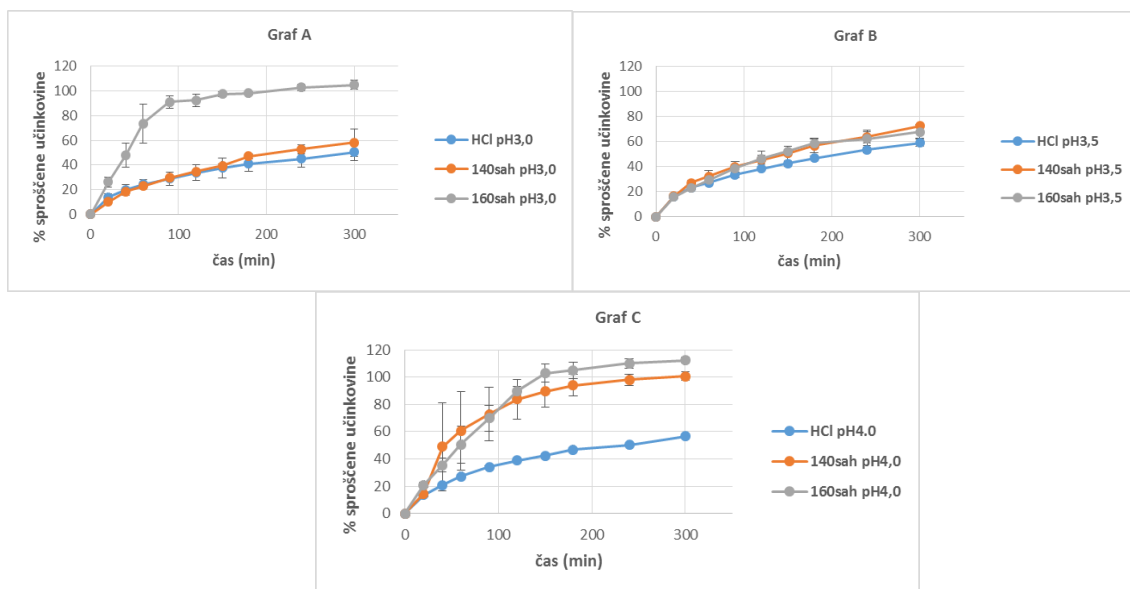 Graf A
% sproščene učinkovine
120
100
80
60
40
20
0
0 100 200 300
čas (min)
HCl pH3,0
140sah pH3,0
160sah pH3,0
Graf B
% sproščene učinkovine
120
100
80
60
40
20
0
0 100 200 300
čas (min)
HCl pH3,5
140sah pH3,5
160sah pH3,5
Graf C
% sproščene učinkovine
120
100
80
60
40
20
0
0 100 200 300
čas (min)
HCl pH4.0
140sah pH4,0
160sah pH4,0